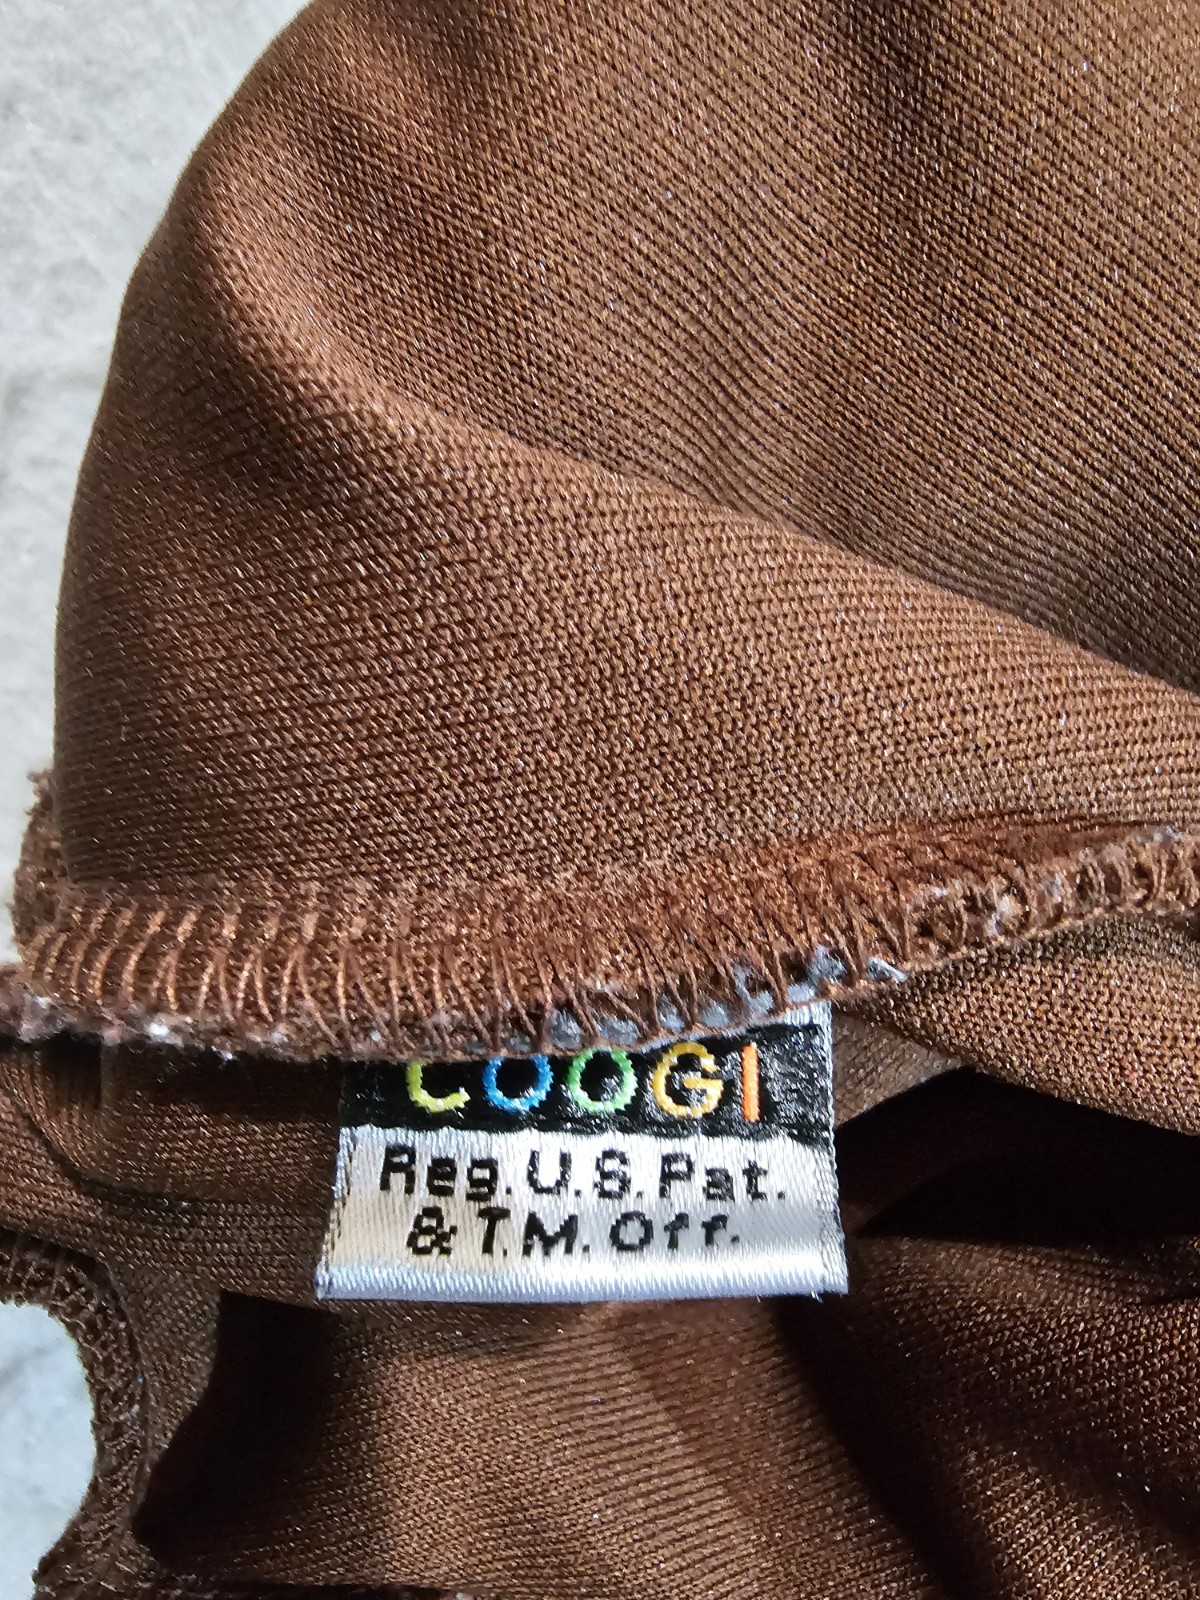 COOGI
Reg. U.S. Pat.
& T.M. Off.